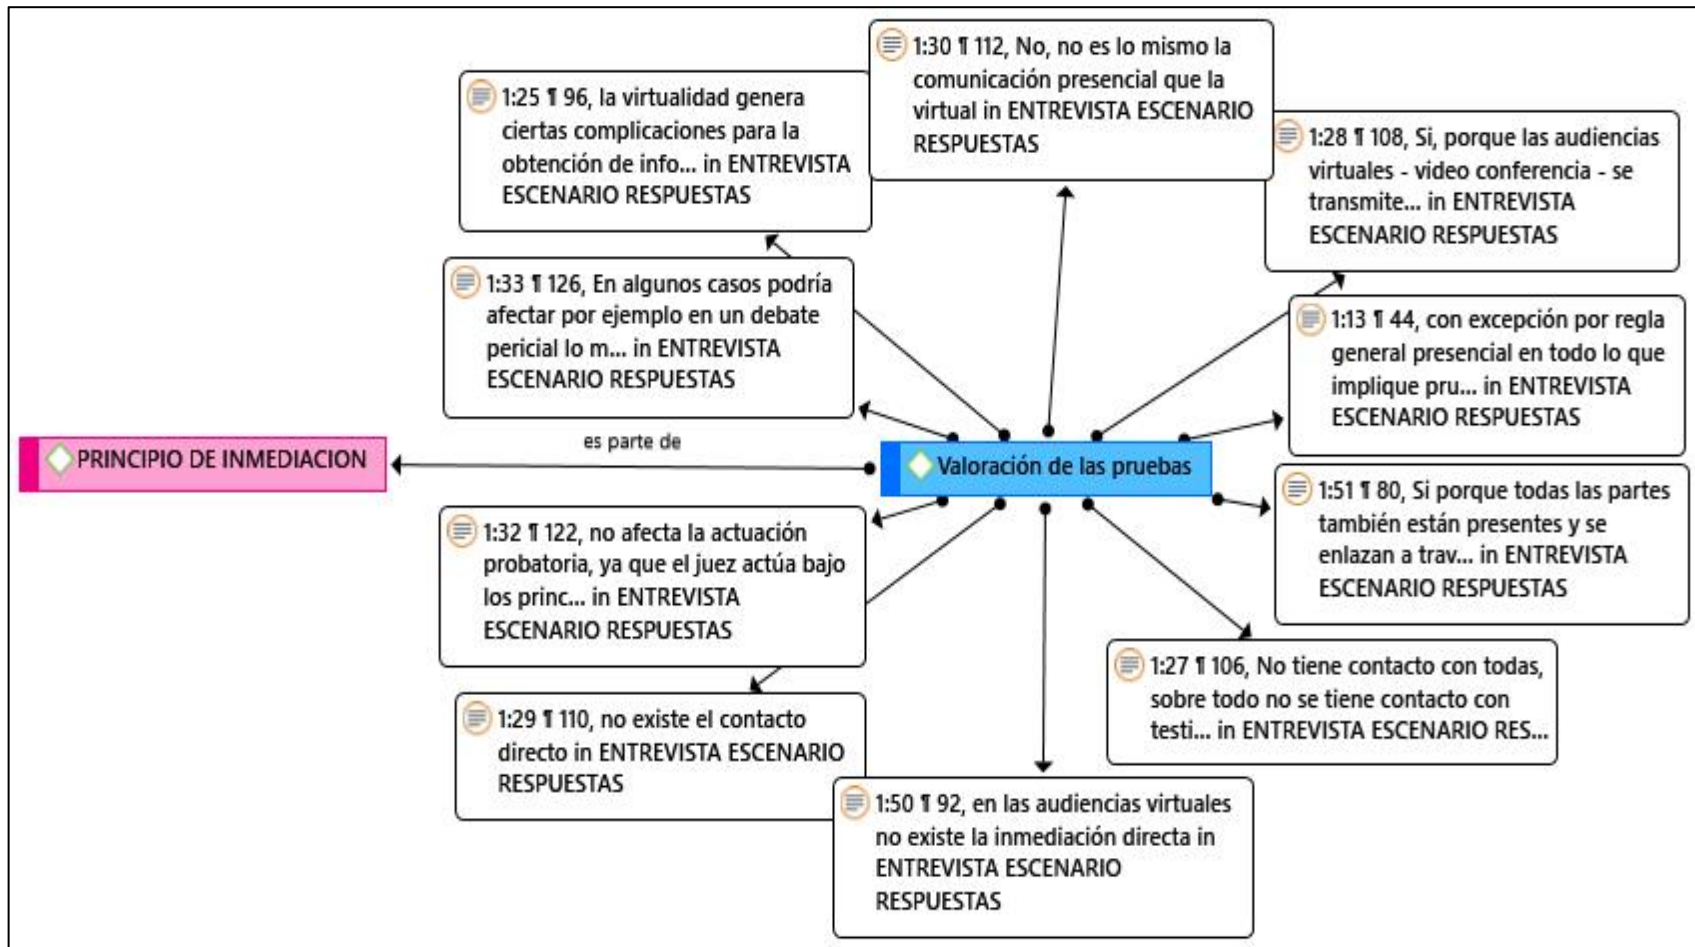 1:30 ¶ 112, No, no es lo mismo la
comunicación presencial que la
virtual in ENTREVISTA ESCENARIO
RESPUESTAS
1:25 ¶ 96, la virtualidad genera
ciertas complicaciones para la
obtención de info... in ENTREVISTA
ESCENARIO RESPUESTAS
1:28 ¶ 108, Si, porque las audiencias
virtuales - video conferencia - se
transmite... in ENTREVISTA
ESCENARIO RESPUESTAS
1:33 ¶ 126, En algunos casos podría
afectar por ejemplo en un debate
pericial lo m... in ENTREVISTA
ESCENARIO RESPUESTAS
1:13 ¶ 44, con excepción por regla
general presencial en todo lo que
implique pru... in ENTREVISTA
ESCENARIO RESPUESTAS
PRINCIPIO DE INMEDIACION
es parte de
Valoración de las pruebas
1:51 ¶ 80, Si porque todas las partes
también están presentes y se
enlazan a trav... in ENTREVISTA
ESCENARIO RESPUESTAS
1:32 ¶ 122, no afecta la actuación
probatoria, ya que el juez actúa bajo
los princ... in ENTREVISTA
ESCENARIO RESPUESTAS
1:27 ¶ 106, No tiene contacto con todas,
sobre todo no se tiene contacto con
testi... in ENTREVISTA ESCENARIO RES...
1:29 ¶ 110, no existe el contacto
directo in ENTREVISTA ESCENARIO
RESPUESTAS
1:50 ¶ 92, en las audiencias virtuales
no existe la inmediación directa in
ENTREVISTA ESCENARIO
RESPUESTAS